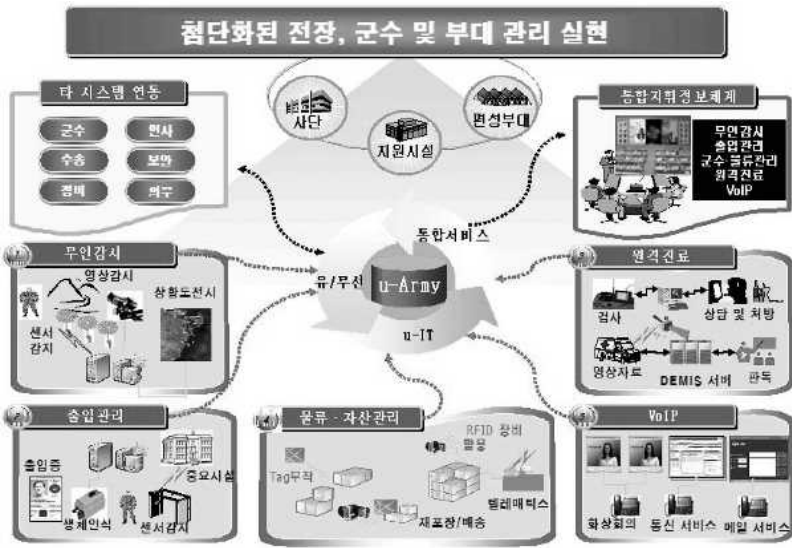 첨단화된 전장, 군수 및 부대 관리 실현
타 시스템 연동
군수
인사
수송
보안
정비
의무
사단
지원시설
편성부대
통합지휘정보체계
무인감시
출입관리
군수 물류관리
원격진료
VoIP
통합서비스
유/무선
u-Army
u-IT
무인감시
영상감시
상황도전시
센서
감지
원격진료
검사
상담 및 처방
영상자료
DEMIS 서버
판독
출입관리
출입증
중요시설
생체인식
센서감지
물류·자산관리
RFID 장비
활용
Tag부착
텔레매틱스
재포장/배송
VoIP
화상회의
통신 서비스
메일 서비스